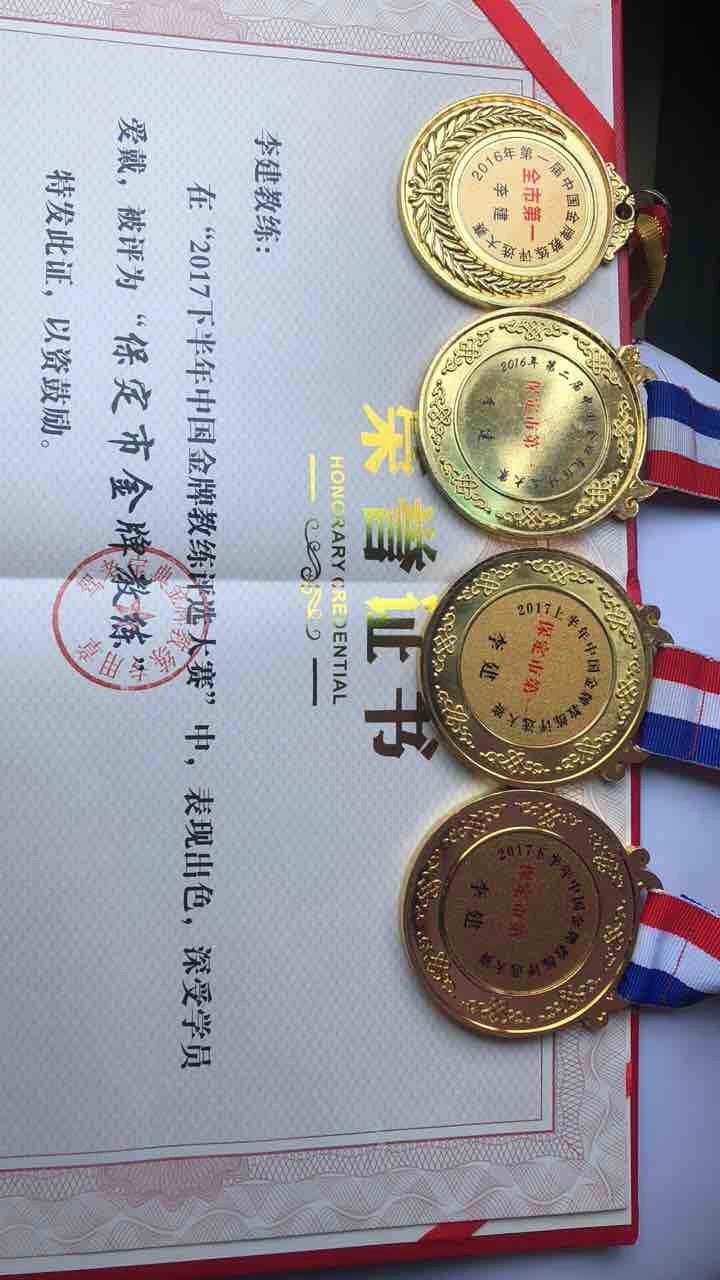 2016年第一届中国金牌教练评选大赛
全市第一
李建
2016年第二届
保定市第一
李建
2017上半年中国金牌教练评选大赛
保定市第一
李建
2017下半年中国金牌教练评选大赛
保定市第一
李建
荣誉证书
HONORARY CREDENTIAL
李建教练：
在“2017下半年中国金牌教练评选大赛”中，表现出色，深受学员
爱戴，被评为“保定市金牌教练”
特发此证，以资鼓励。